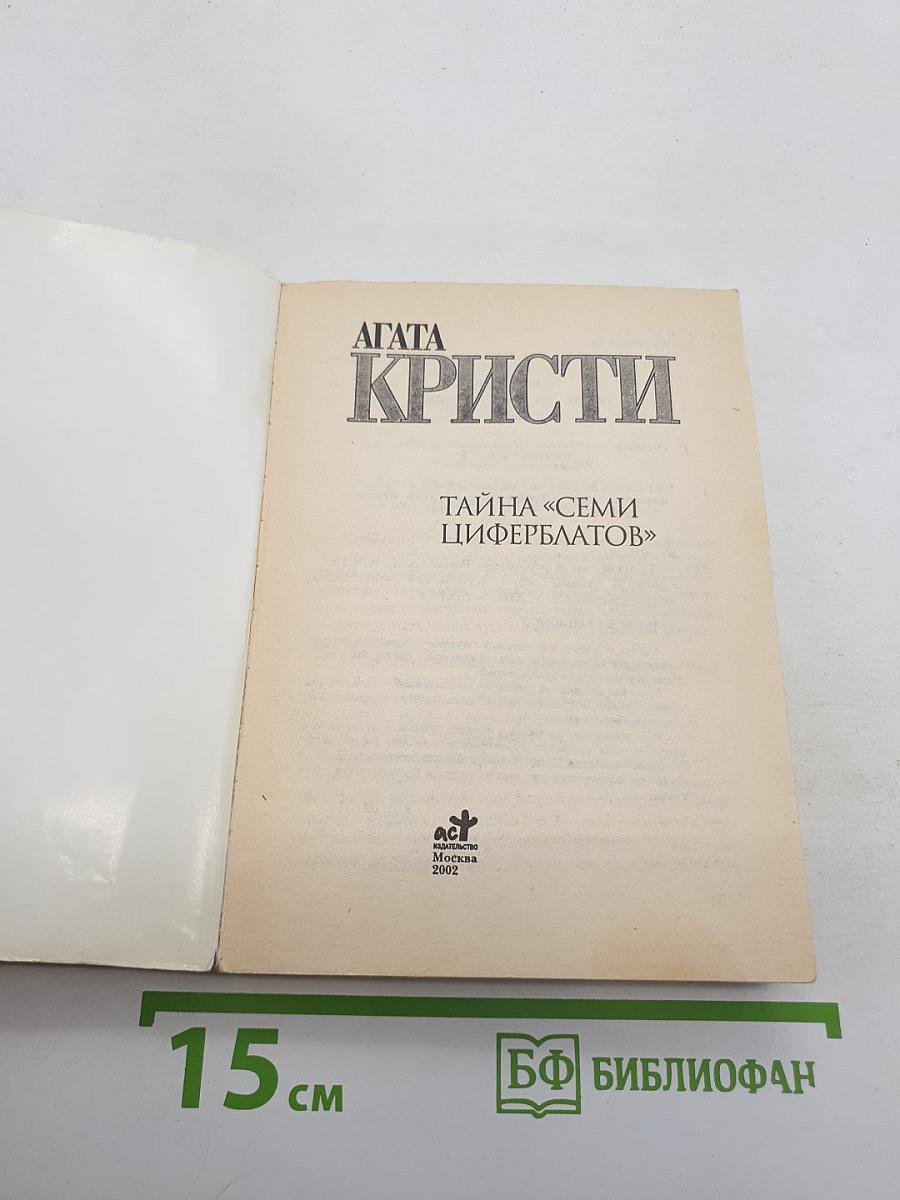 АГАТА
КРИСТИ
ТАЙНА «СЕМИ
ЦИФЕРБЛАТОВ»
аст
ИЗДАТЕЛЬСТВО
Москва
2002
15 см
БФ БИБЛИОФАН